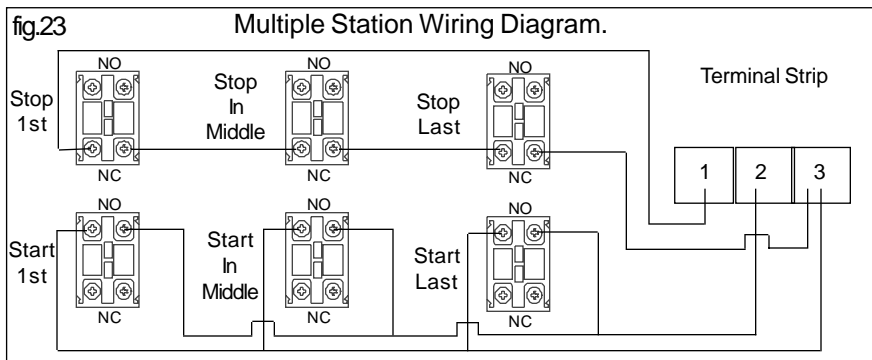 fig.23
Multiple Station Wiring Diagram.
NO
NO
NO
Stop
1st
Stop
In
Middle
Stop
Last
Terminal Strip
NC
NC
NC
1
2
3
NO
NO
NO
Start
1st
Start
In
Middle
Start
Last
NC
NC
NC